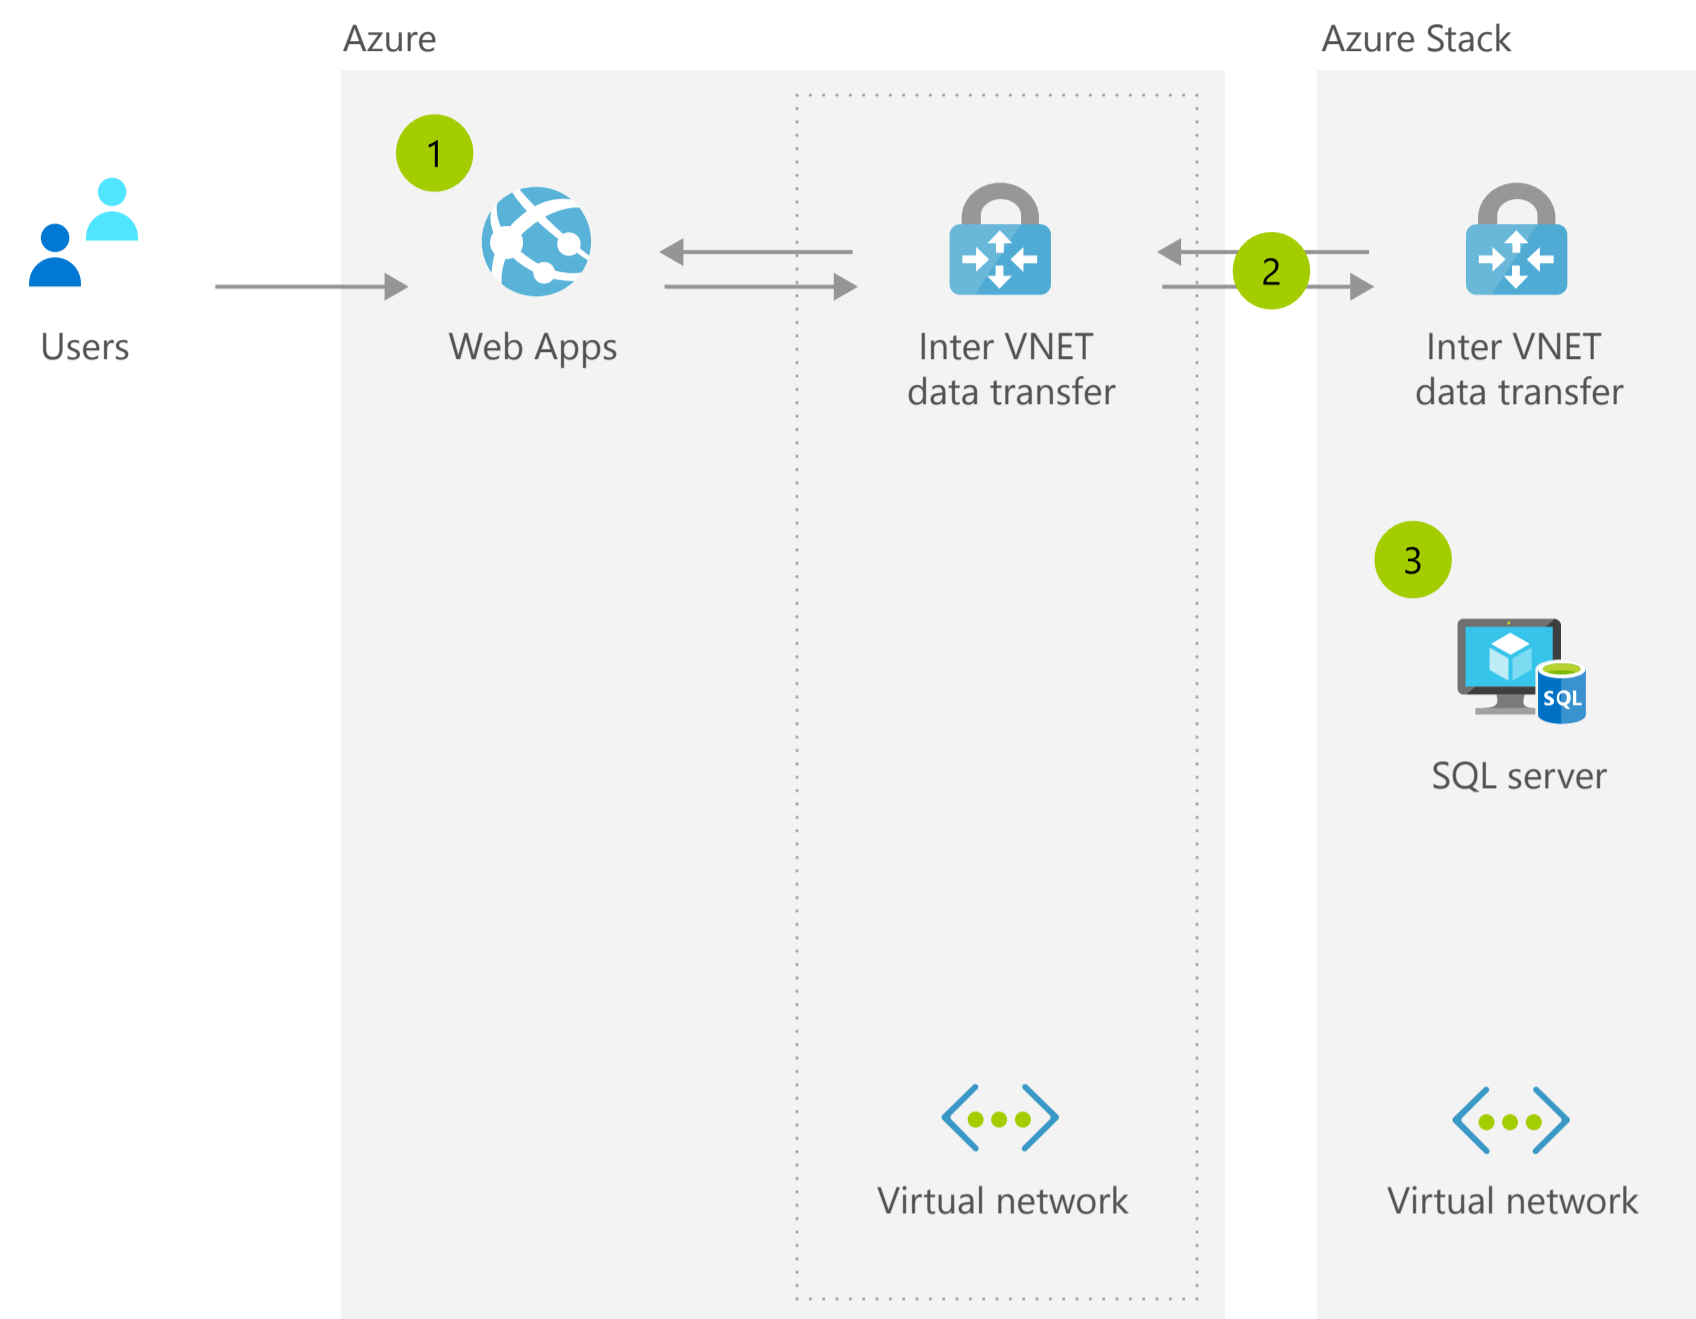 Azure
Azure Stack
1
2
Users
Web Apps
Inter VNET
data transfer
Inter VNET
data transfer
3
SQL
SQL server
Virtual network
Virtual network